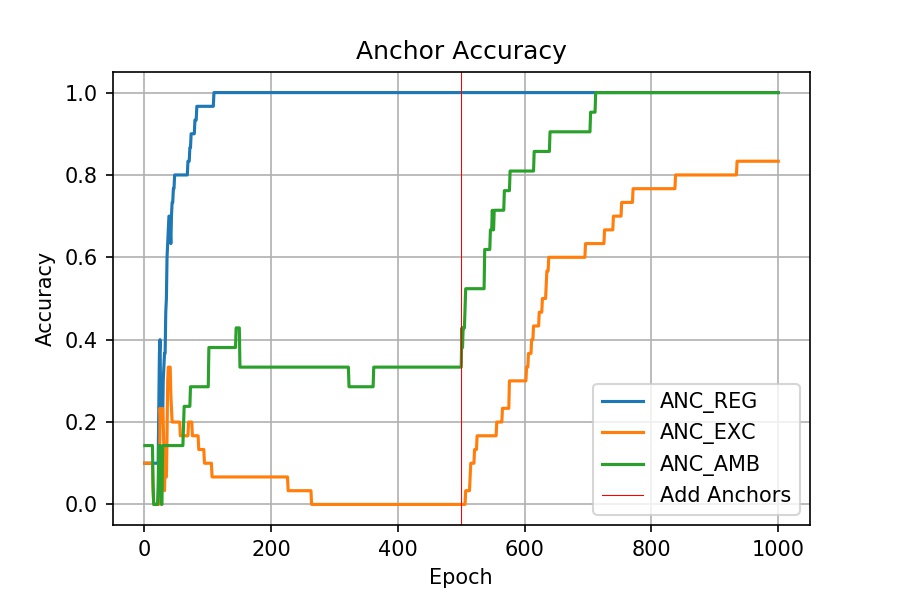 Anchor Accuracy
1.0
0.8
0.6
0.4
0.2
0.0
Accuracy
0 200 400 600 800 1000
Epoch
ANC_REG
ANC_EXC
ANC_AMB
Add Anchors